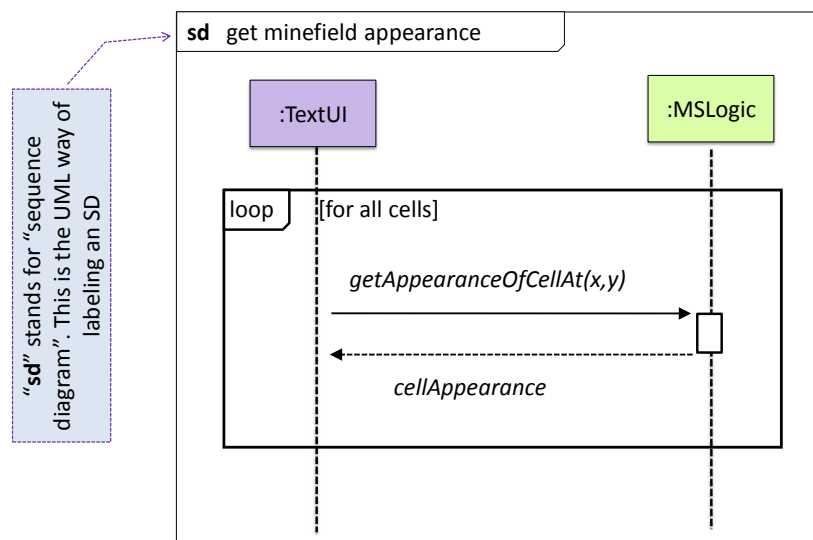 sd get minefield appearance
"sd" stands for "sequence
diagram". This is the UML way of
labeling an SD
:TextUI
:MSLogic
loop [for all cells]
getAppearanceOfCellAt(x,y)
cellAppearance